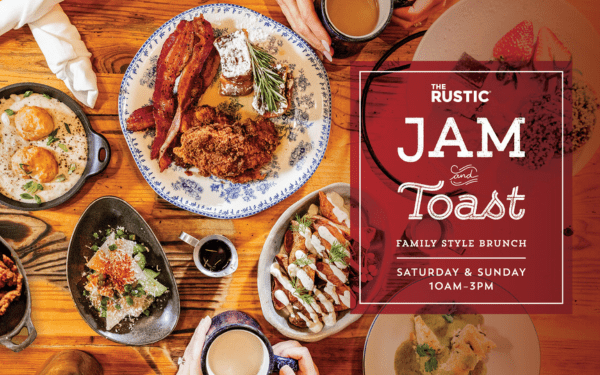 THE
RUSTIC
JAM
and
Toast
FAMILY STYLE BRUNCH
SATURDAY & SUNDAY
10AM–3PM